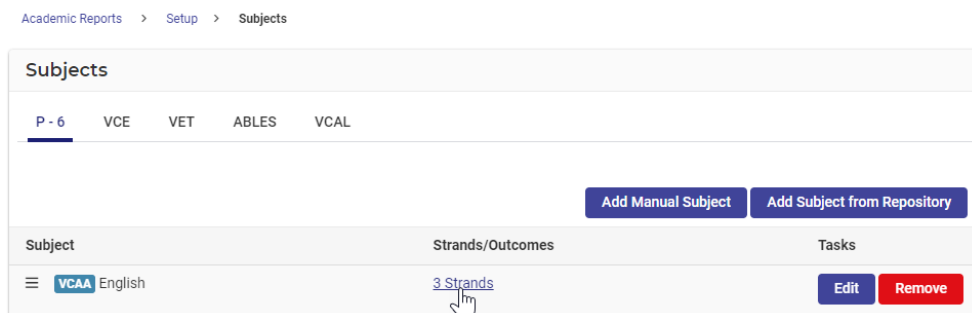 Academic Reports > Setup > Subjects
Subjects
P - 6 VCE VET ABLES VCAL
Add Manual Subject Add Subject from Repository
Subject Strands/Outcomes Tasks
VCAA English 3 Strands Edit Remove